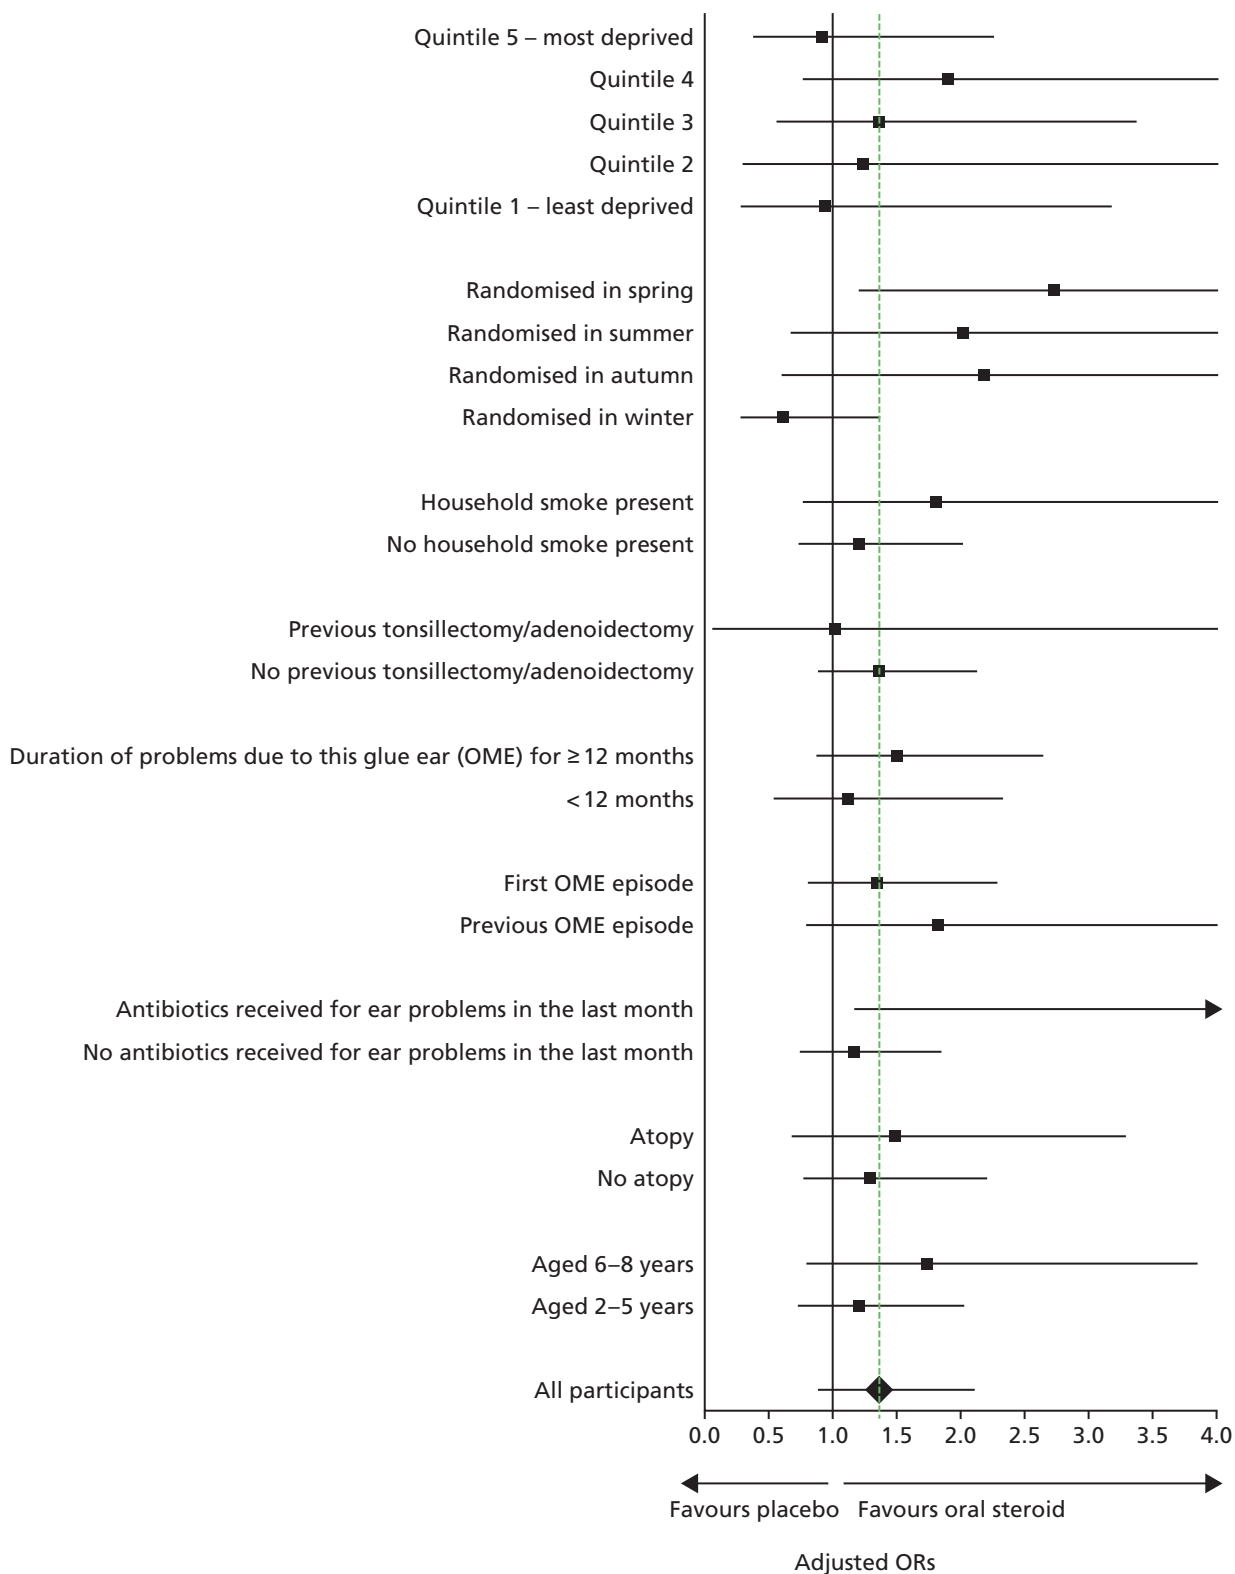 Quintile 5 – most deprived
Quintile 4
Quintile 3
Quintile 2
Quintile 1 – least deprived
Randomised in spring
Randomised in summer
Randomised in autumn
Randomised in winter
Household smoke present
No household smoke present
Previous tonsillectomy/adenoidectomy
No previous tonsillectomy/adenoidectomy
Duration of problems due to this glue ear (OME) for ≥ 12 months
< 12 months
First OME episode
Previous OME episode
Antibiotics received for ear problems in the last month
No antibiotics received for ear problems in the last month
Atopy
No atopy
Aged 6–8 years
Aged 2–5 years
All participants
0.0 0.5 1.0 1.5 2.0 2.5 3.0 3.5 4.0
Favours placebo Favours oral steroid
Adjusted ORs